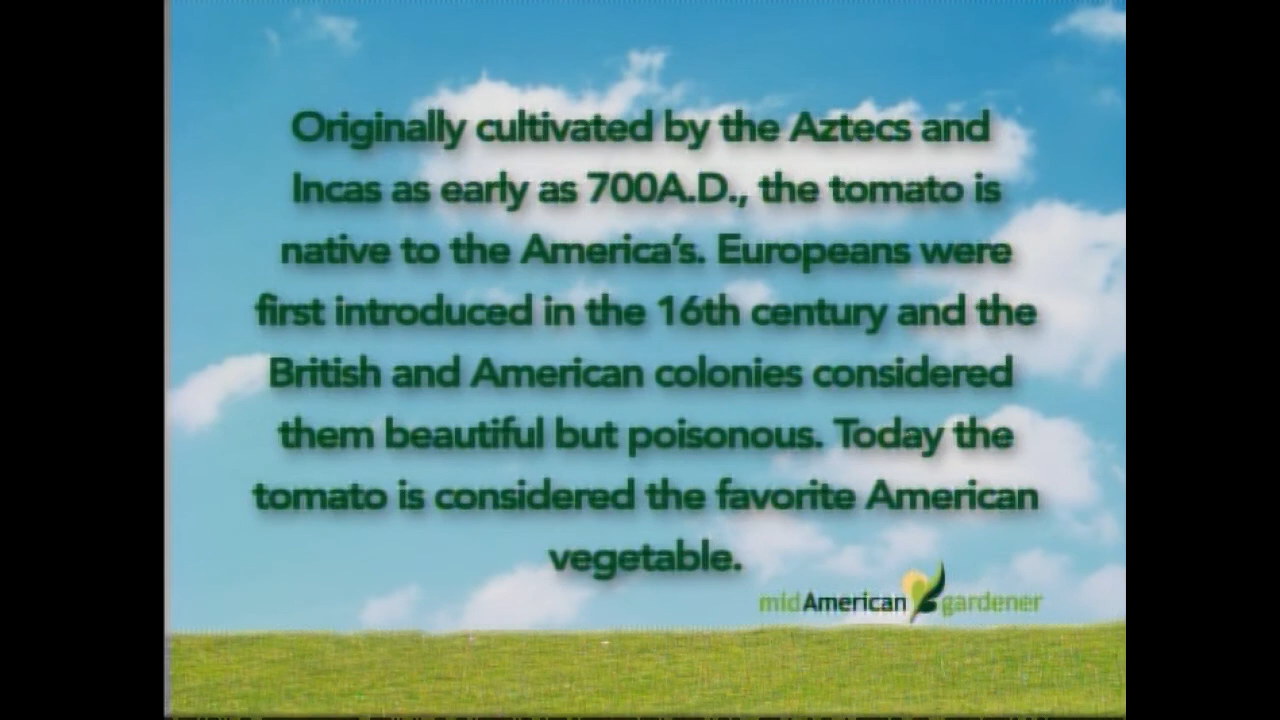 Originally cultivated by the Aztecs and
Incas as early as 700A.D., the tomato is
native to the America’s. Europeans were
first introduced in the 16th century and the
British and American colonies considered
them beautiful but poisonous. Today the
tomato is considered the favorite American
vegetable.
midAmerican gardener